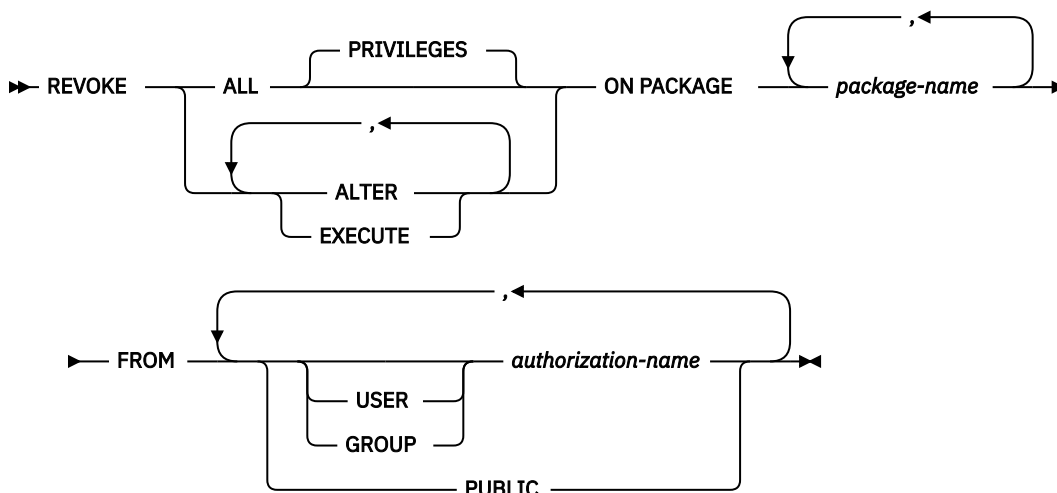 PRIVILEGES
,
REVOKE ALL ON PACKAGE package-name
,
ALTER
EXECUTE
,
FROM authorization-name
USER
GROUP
PUBLIC